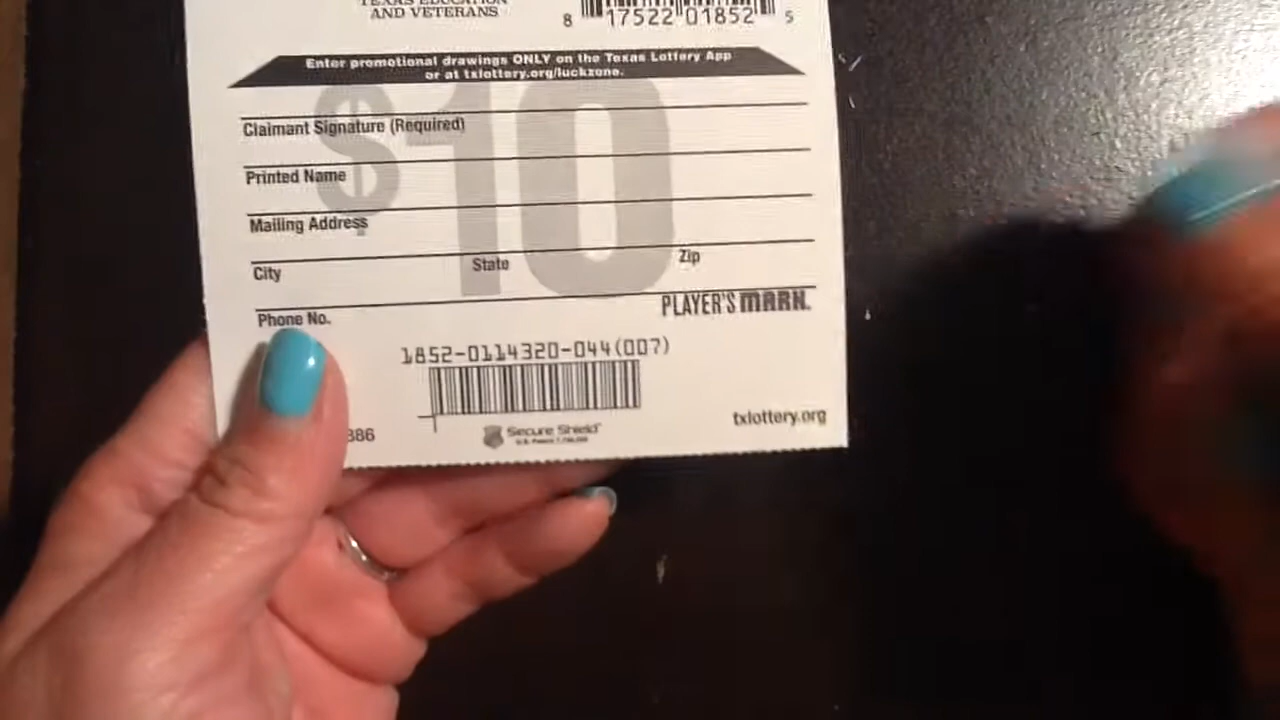 TEXAS EDUCATION
AND VETERANS
8 17522 01852 5
Enter promotional drawings ONLY on the Texas Lottery App
or at txlottery.org/luckzone.
$10
Claimant Signature (Required)
Printed Name
Mailing Address
City State Zip
Phone No.
PLAYER'S MARK.
1852-0114320-044(007)
txlottery.org
386
Secure Shield